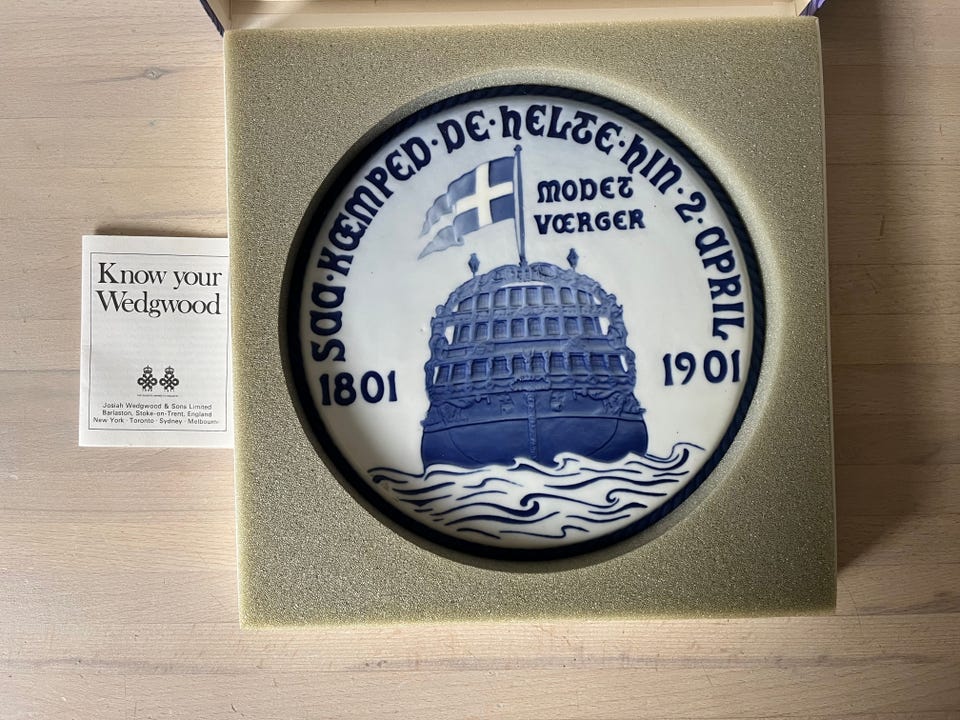 SAA·KŒMPED·DE·HELTE·HIN·2·APRIL
MODET
VŒRGER
1801
1901
Know your
Wedgwood
Josiah Wedgwood & Sons Limited
Barlaston, Stoke-on-Trent, England
New York · Toronto · Sydney · Melbourne